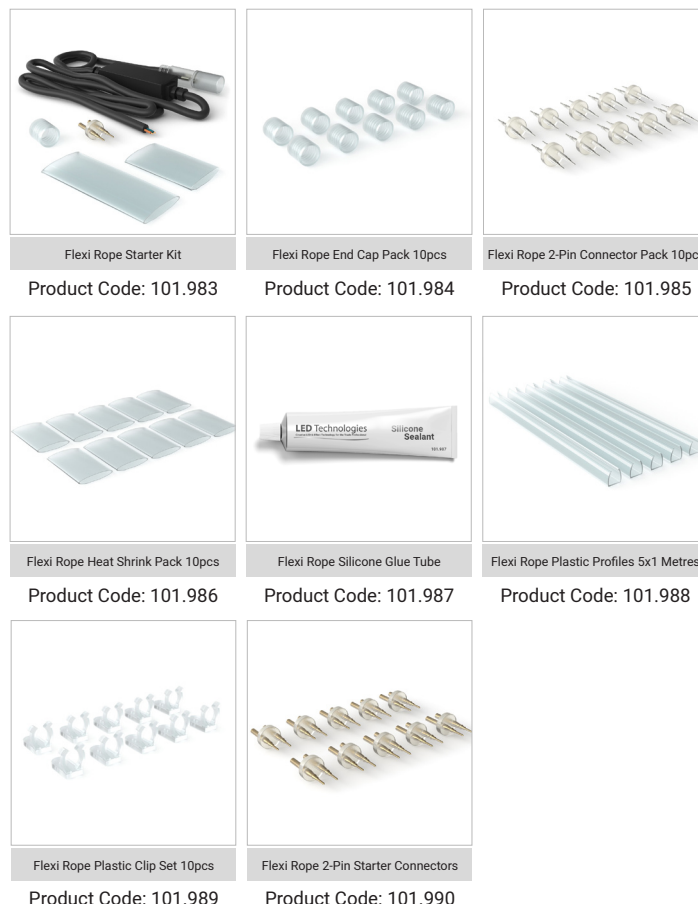 Flexi Rope Starter Kit
Flexi Rope End Cap Pack 10pcs
Flexi Rope 2-Pin Connector Pack 10pc
Product Code: 101.983
Product Code: 101.984
Product Code: 101.985
LED Technologies
Silicone
Sealant
101.987
Flexi Rope Heat Shrink Pack 10pcs
Flexi Rope Silicone Glue Tube
Flexi Rope Plastic Profiles 5x1 Metres
Product Code: 101.986
Product Code: 101.987
Product Code: 101.988
Flexi Rope Plastic Clip Set 10pcs
Flexi Rope 2-Pin Starter Connectors
Product Code: 101.989
Product Code: 101.990